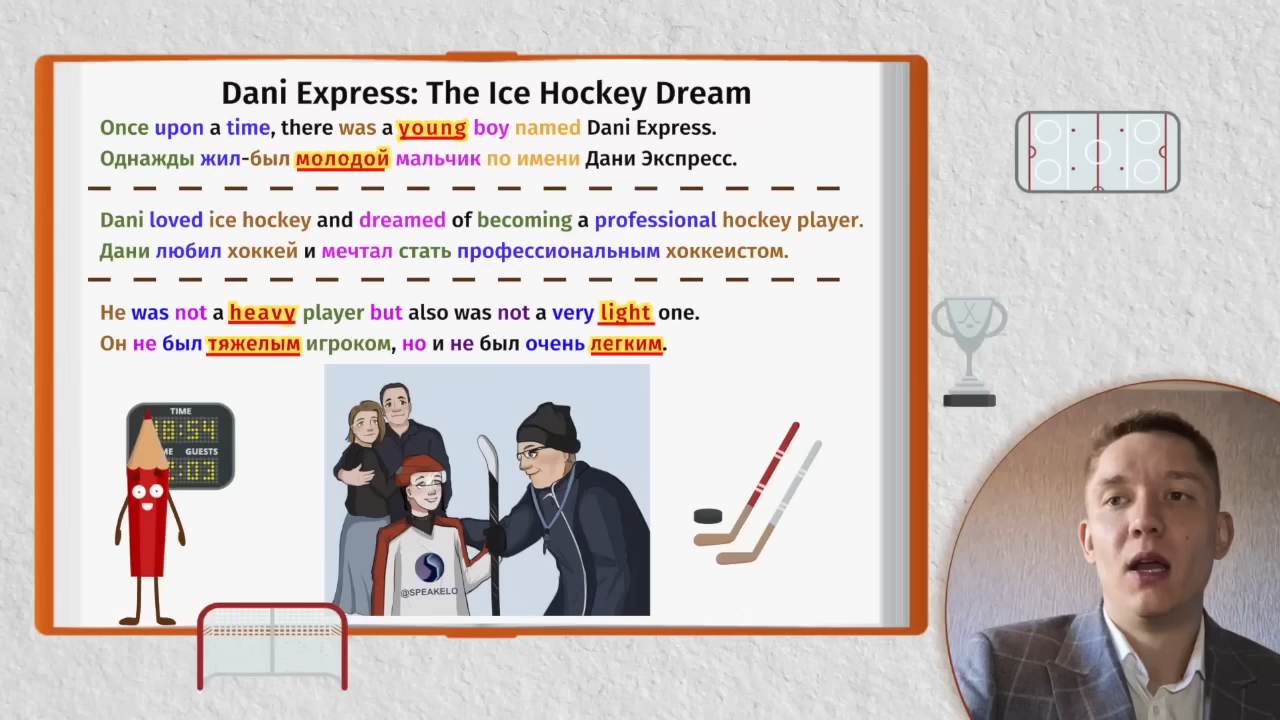 Dani Express: The Ice Hockey Dream
Once upon a time, there was a young boy named Dani Express.
Однажды жил-был молодой мальчик по имени Дани Экспресс.
Dani loved ice hockey and dreamed of becoming a professional hockey player.
Дани любил хоккей и мечтал стать профессиональным хоккеистом.
He was not a heavy player but also was not a very light one.
Он не был тяжелым игроком, но и не был очень легким.
TIME
GUESTS
@SPEAKELO